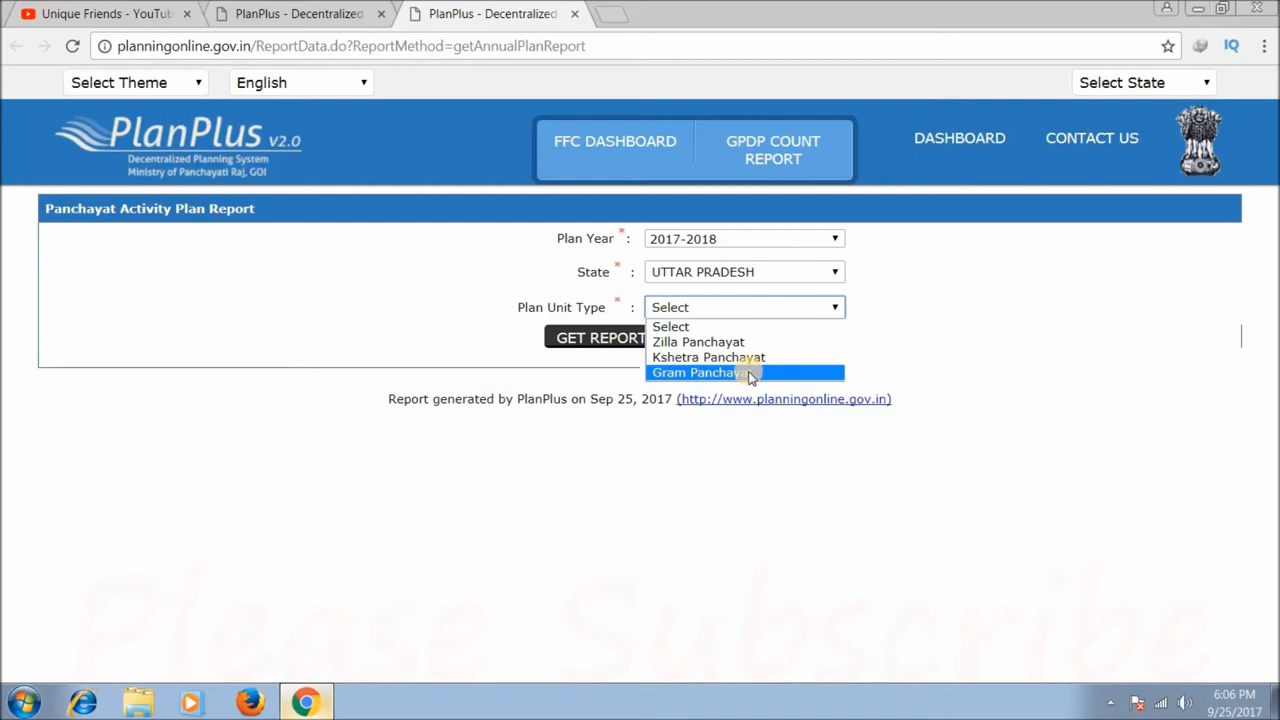 Unique Friends - YouTub
PlanPlus - Decentralized
PlanPlus - Decentralized
planningonline.gov.in/ReportData.do?ReportMethod=getAnnualPlanReport
IQ
Select Theme
English
Select State
PlanPlus v2.0
Decentralized Planning System
Ministry of Panchayati Raj, GOI
FFC DASHBOARD
GPDP COUNT
REPORT
DASHBOARD
CONTACT US
Panchayat Activity Plan Report
Plan Year * : 2017-2018
State * : UTTAR PRADESH
Plan Unit Type * : Select
Select
Zilla Panchayat
GET REPORT
Kshetra Panchayat
Gram Panchaya
Report generated by PlanPlus on Sep 25, 2017 (http://www.planningonline.gov.in)
Please Subscribe
6:06 PM
9/25/2017